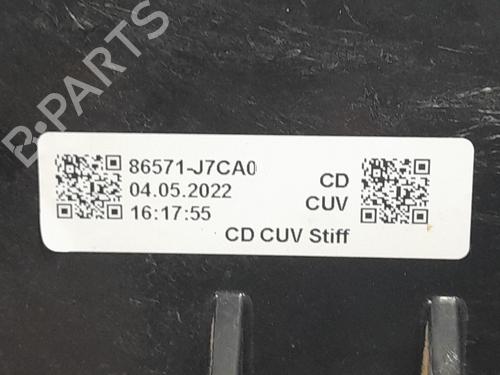 B-PARTS
86571-J7CA0
04.05.2022
16:17:55
CD
CUV
CD CUV Stiff